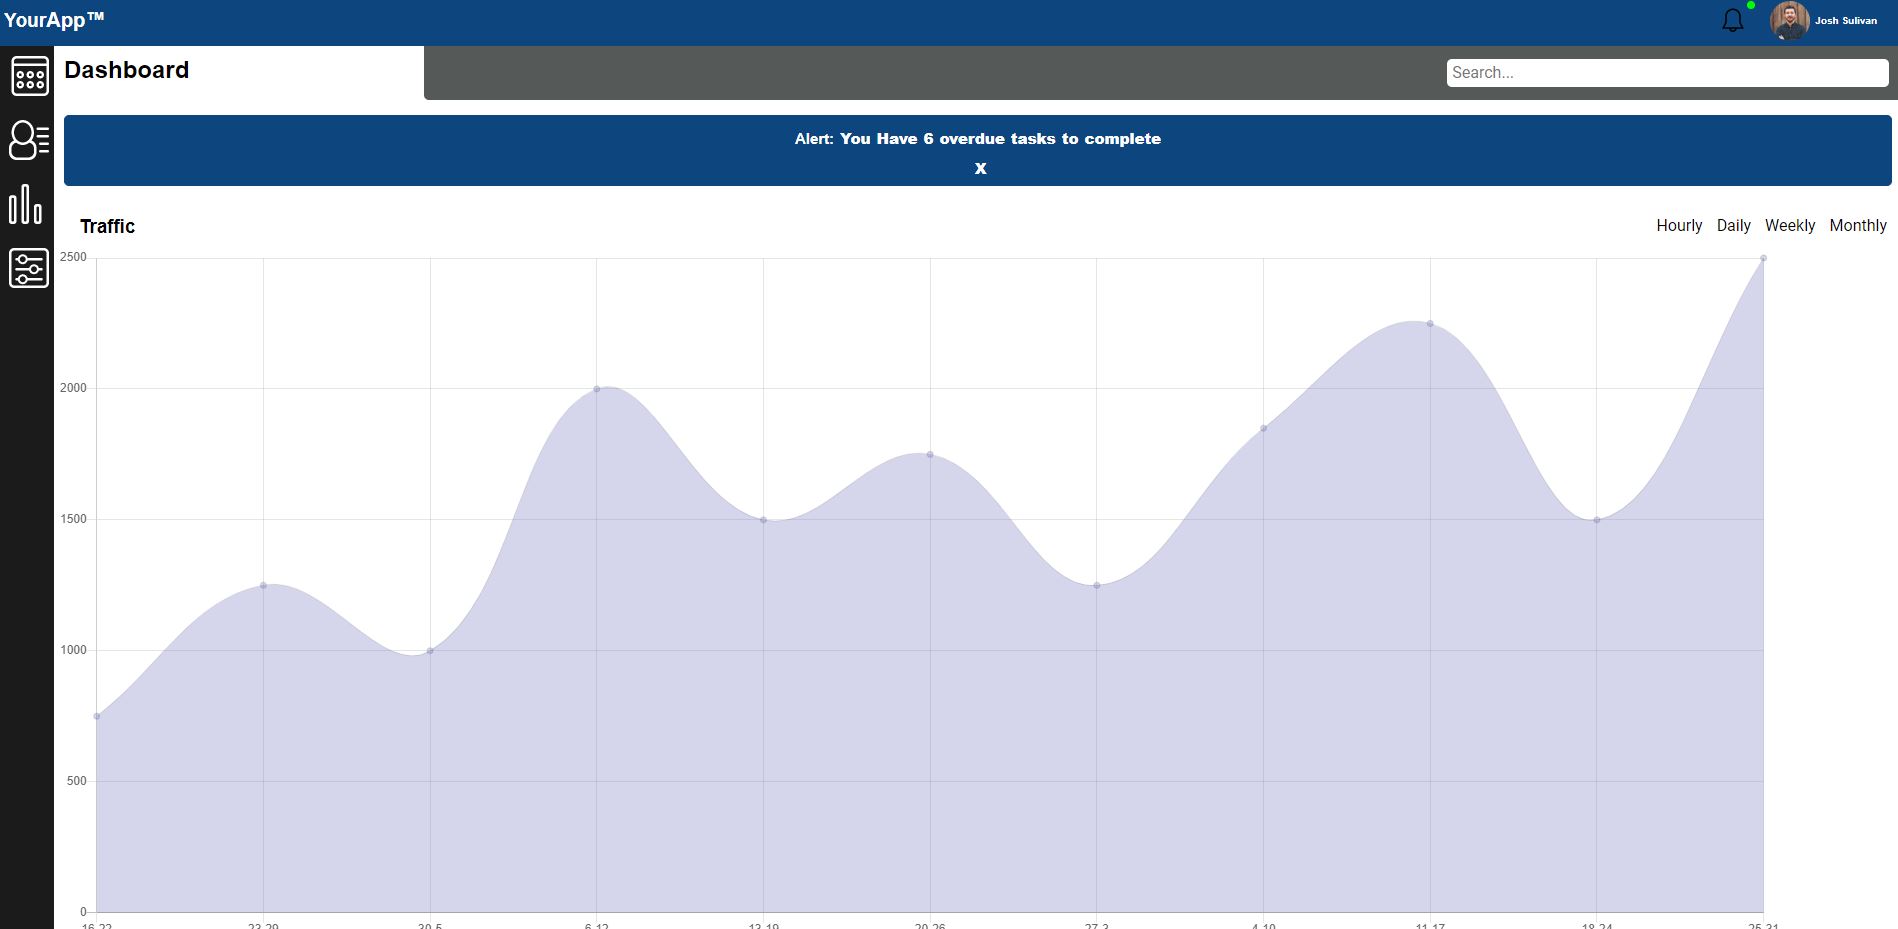 YourApp™
Josh Sulivan
Dashboard
Search...
Alert: You Have 6 overdue tasks to complete
X
Traffic
Hourly Daily Weekly Monthly
2500
2000
1500
1000
500
0
16-22 23-29 30-5 6-12 13-19 20-26 27-3 4-10 11-17 18-24 25-31